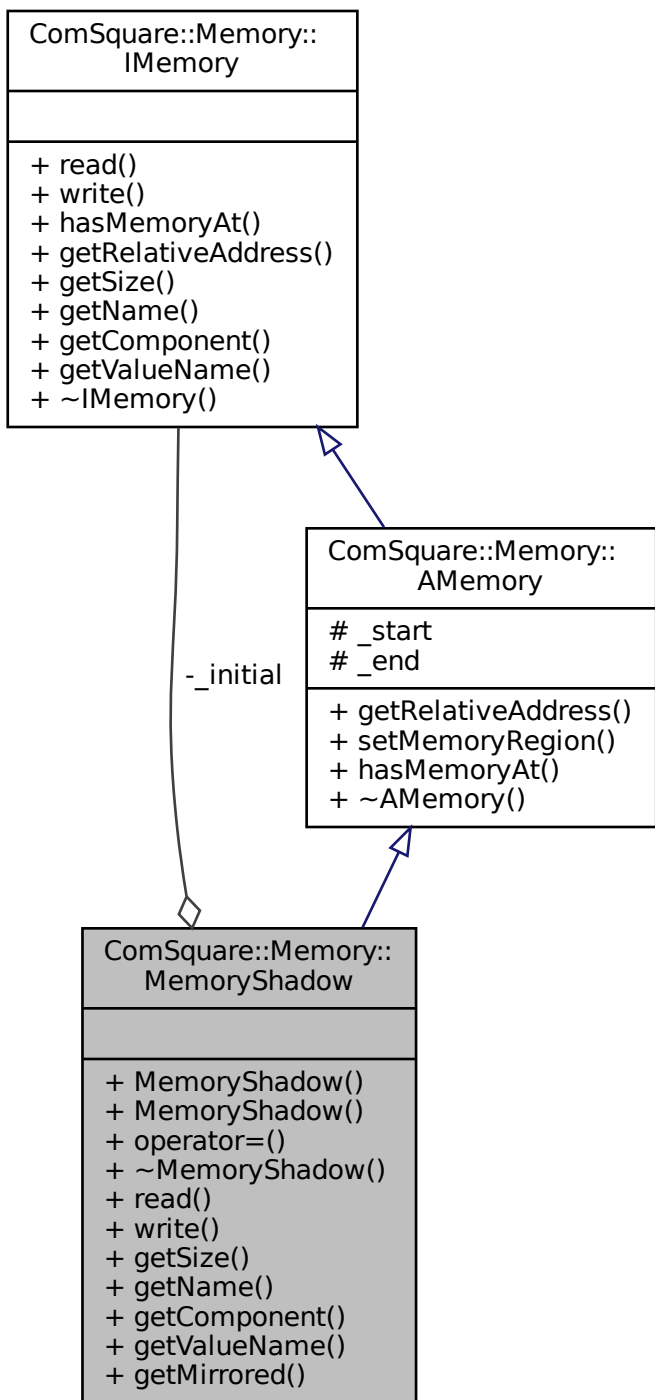 ComSquare::Memory::
IMemory
+ read()
+ write()
+ hasMemoryAt()
+ getRelativeAddress()
+ getSize()
+ getName()
+ getComponent()
+ getValueName()
+ ~IMemory()
ComSquare::Memory::
AMemory
# _start
# _end
+ getRelativeAddress()
+ setMemoryRegion()
+ hasMemoryAt()
+ ~AMemory()
-_initial
ComSquare::Memory::
MemoryShadow
+ MemoryShadow()
+ MemoryShadow()
+ operator=()
+ ~MemoryShadow()
+ read()
+ write()
+ getSize()
+ getName()
+ getComponent()
+ getValueName()
+ getMirrored()